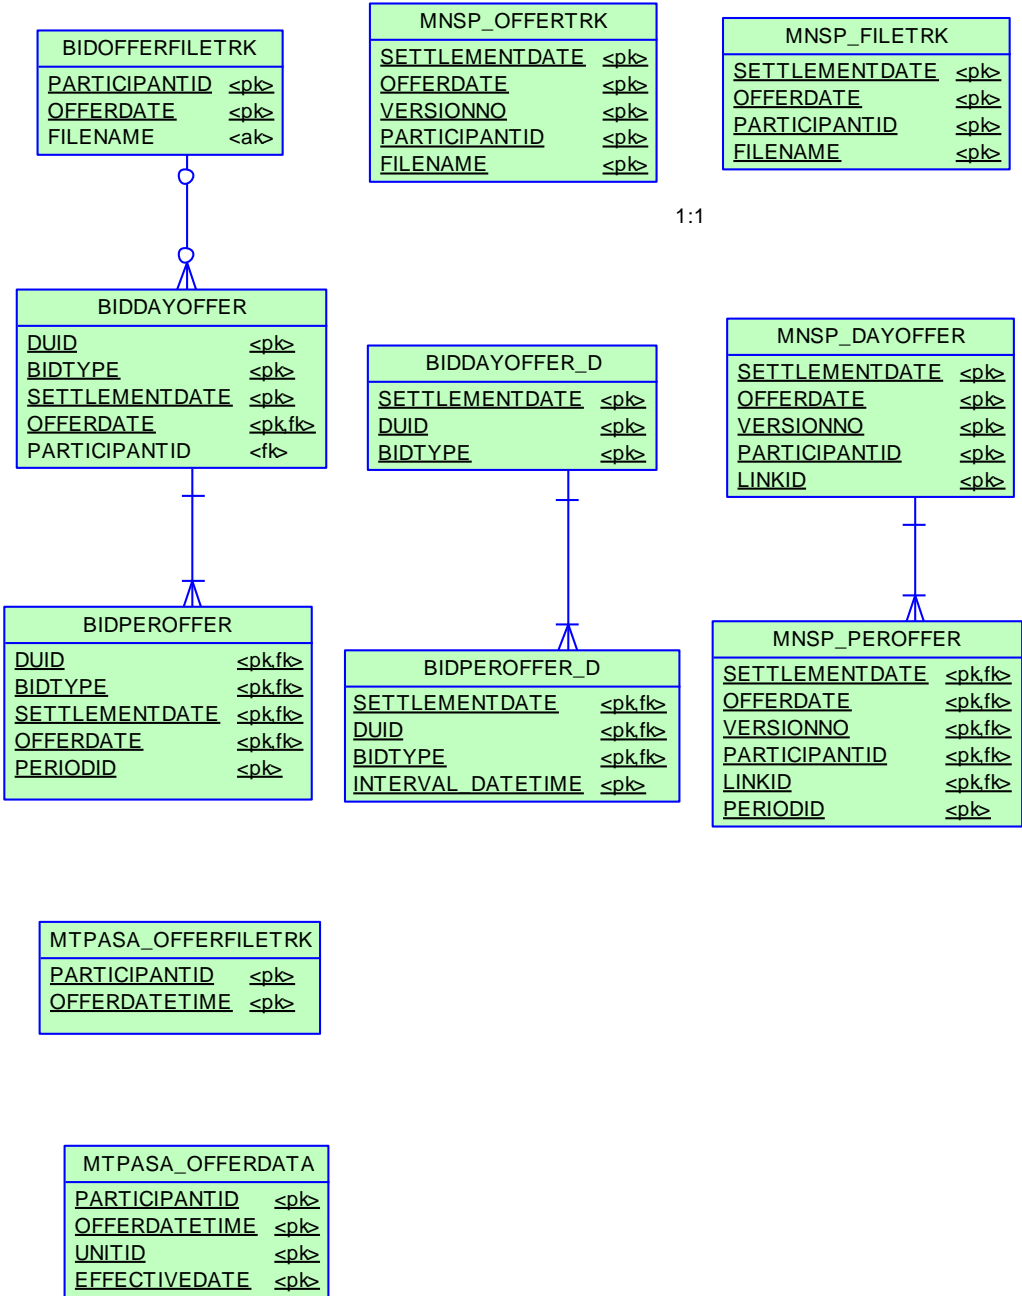 BIDOFFERFILETRK
PARTICIPANTID <pk>
OFFERDATE <pk>
FILENAME <ak>
MNSP_OFFERTRK
SETTLEMENTDATE <pk>
OFFERDATE <pk>
VERSIONNO <pk>
PARTICIPANTID <pk>
FILENAME <pk>
MNSP_FILETRK
SETTLEMENTDATE <pk>
OFFERDATE <pk>
PARTICIPANTID <pk>
FILENAME <pk>
1:1
BIDDAYOFFER
DUID <pk>
BIDTYPE <pk>
SETTLEMENTDATE <pk>
OFFERDATE <pk,fk>
PARTICIPANTID <fk>
BIDDAYOFFER_D
SETTLEMENTDATE <pk>
DUID <pk>
BIDTYPE <pk>
MNSP_DAYOFFER
SETTLEMENTDATE <pk>
OFFERDATE <pk>
VERSIONNO <pk>
PARTICIPANTID <pk>
LINKID <pk>
BIDPEROFFER
DUID <pk,fk>
BIDTYPE <pk,fk>
SETTLEMENTDATE <pk,fk>
OFFERDATE <pk,fk>
PERIODID <pk>
BIDPEROFFER_D
SETTLEMENTDATE <pk,fk>
DUID <pk,fk>
BIDTYPE <pk,fk>
INTERVAL_DATETIME <pk>
MNSP_PEROFFER
SETTLEMENTDATE <pk,fk>
OFFERDATE <pk,fk>
VERSIONNO <pk,fk>
PARTICIPANTID <pk,fk>
LINKID <pk,fk>
PERIODID <pk>
MTPASA_OFFERFILETRK
PARTICIPANTID <pk>
OFFERDATETIME <pk>
MTPASA_OFFERDATA
PARTICIPANTID <pk>
OFFERDATETIME <pk>
UNITID <pk>
EFFECTIVEDATE <pk>